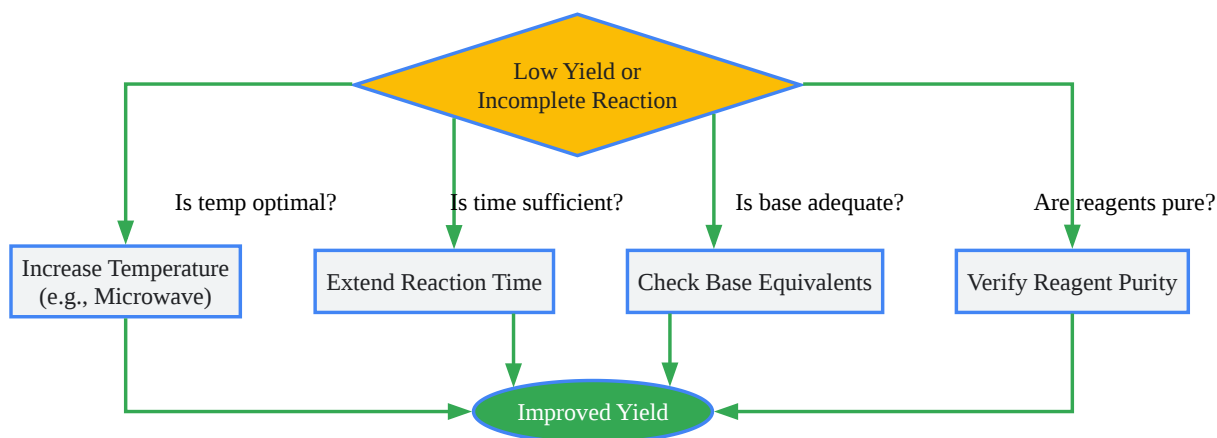 Low Yield or
Incomplete Reaction
Is temp optimal?
Is time sufficient?
Is base adequate?
Are reagents pure?
Increase Temperature
(e.g., Microwave)
Extend Reaction Time
Check Base Equivalents
Verify Reagent Purity
Improved Yield